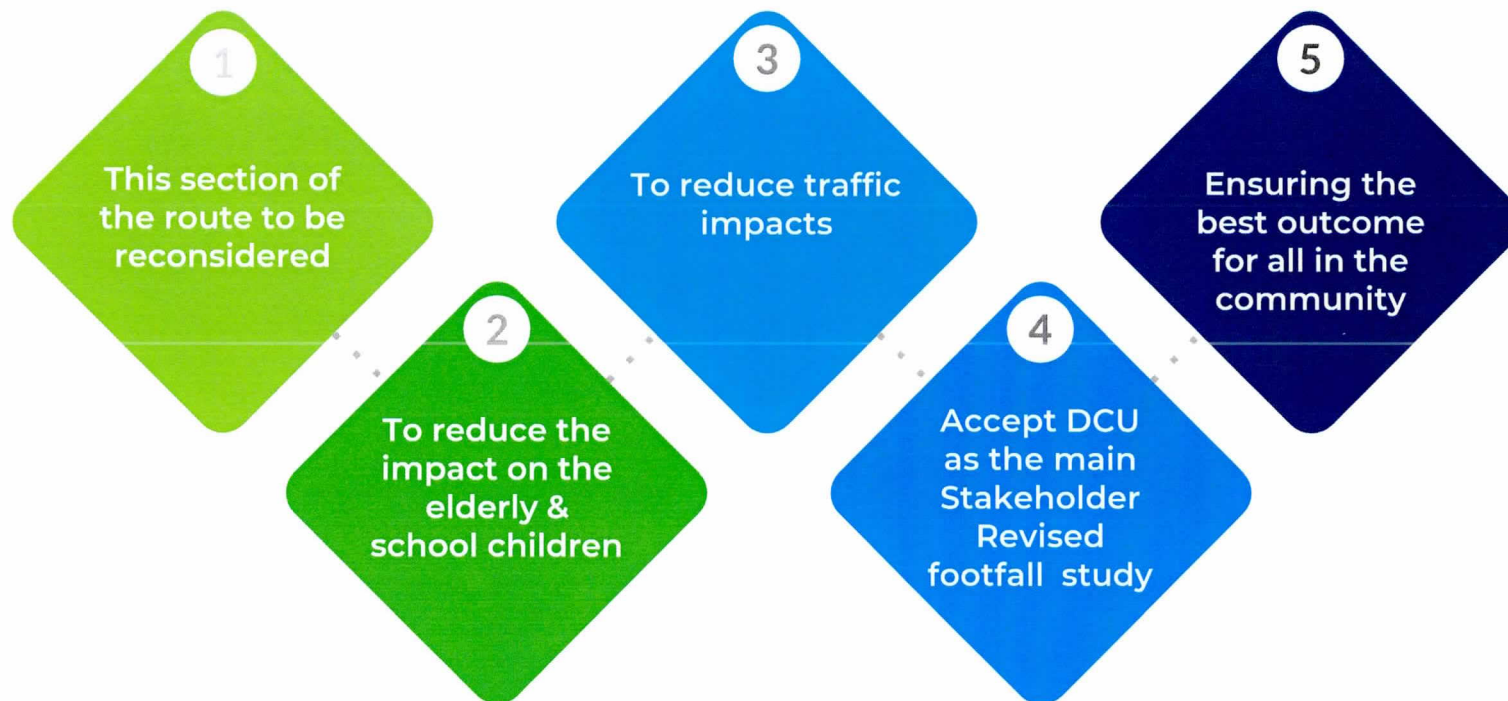 1
This section of
the route to be
reconsidered
2
To reduce the
impact on the
elderly &
school children
3
To reduce traffic
impacts
4
Accept DCU
as the main
Stakeholder
Revised
footfall study
5
Ensuring the
best outcome
for all in the
community